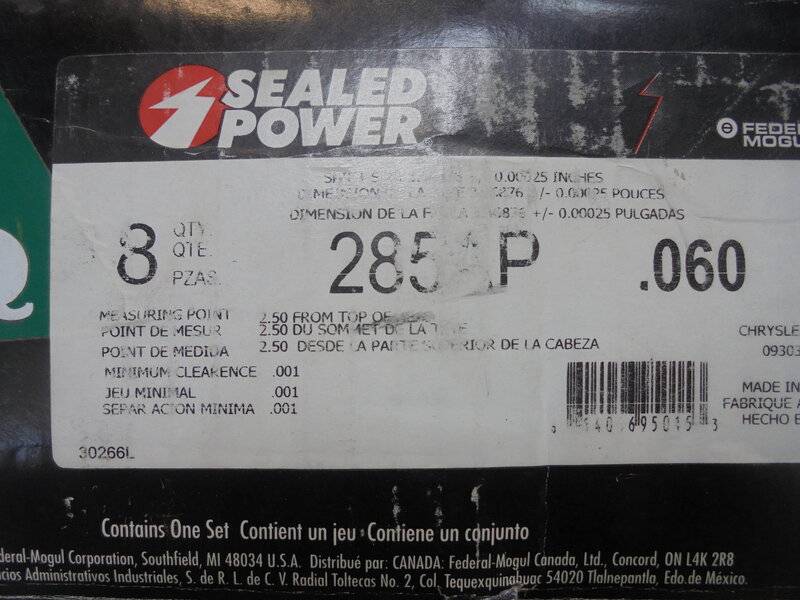 SEALED
POWER
FEDER
MOGUL
0.00025 INCHES
+/- 0.00025 POUCES
DIMENSION DE LA +/- 0.00025 PULGADAS
8
QTY.
QTE.
PZAS.
.060
MEASURING POINT 2.50 FROM TOP OF
POINT DE MESUR 2.50 DU SOMMET DE LA
POINT DE MEDIDA 2.50 DESDE LA PARTE SUPERIOR DE LA CABEZA
MINIMUM CLEARENCE .001
JEU MINIMAL .001
SEPARACION MINIMA .001
CHRYSLE
09303
MADE IN
FABRIQUE A
HECHO E
30266L
Q
Contains One Set Contient un jeu Contiene un conjunto
deral-Mogul Corporation, Southfield, MI 48034 U.S.A. Distribué par: CANADA: Federal-Mogul Canada, Ltd., Concord, ON L4K 2R8
cios Administrativos Industriales, S. de R. L. de C. V. Radial Toltecas No. 2, Col, Tequexquinahuac 54020 Tlalnepantla, Edo. de México.